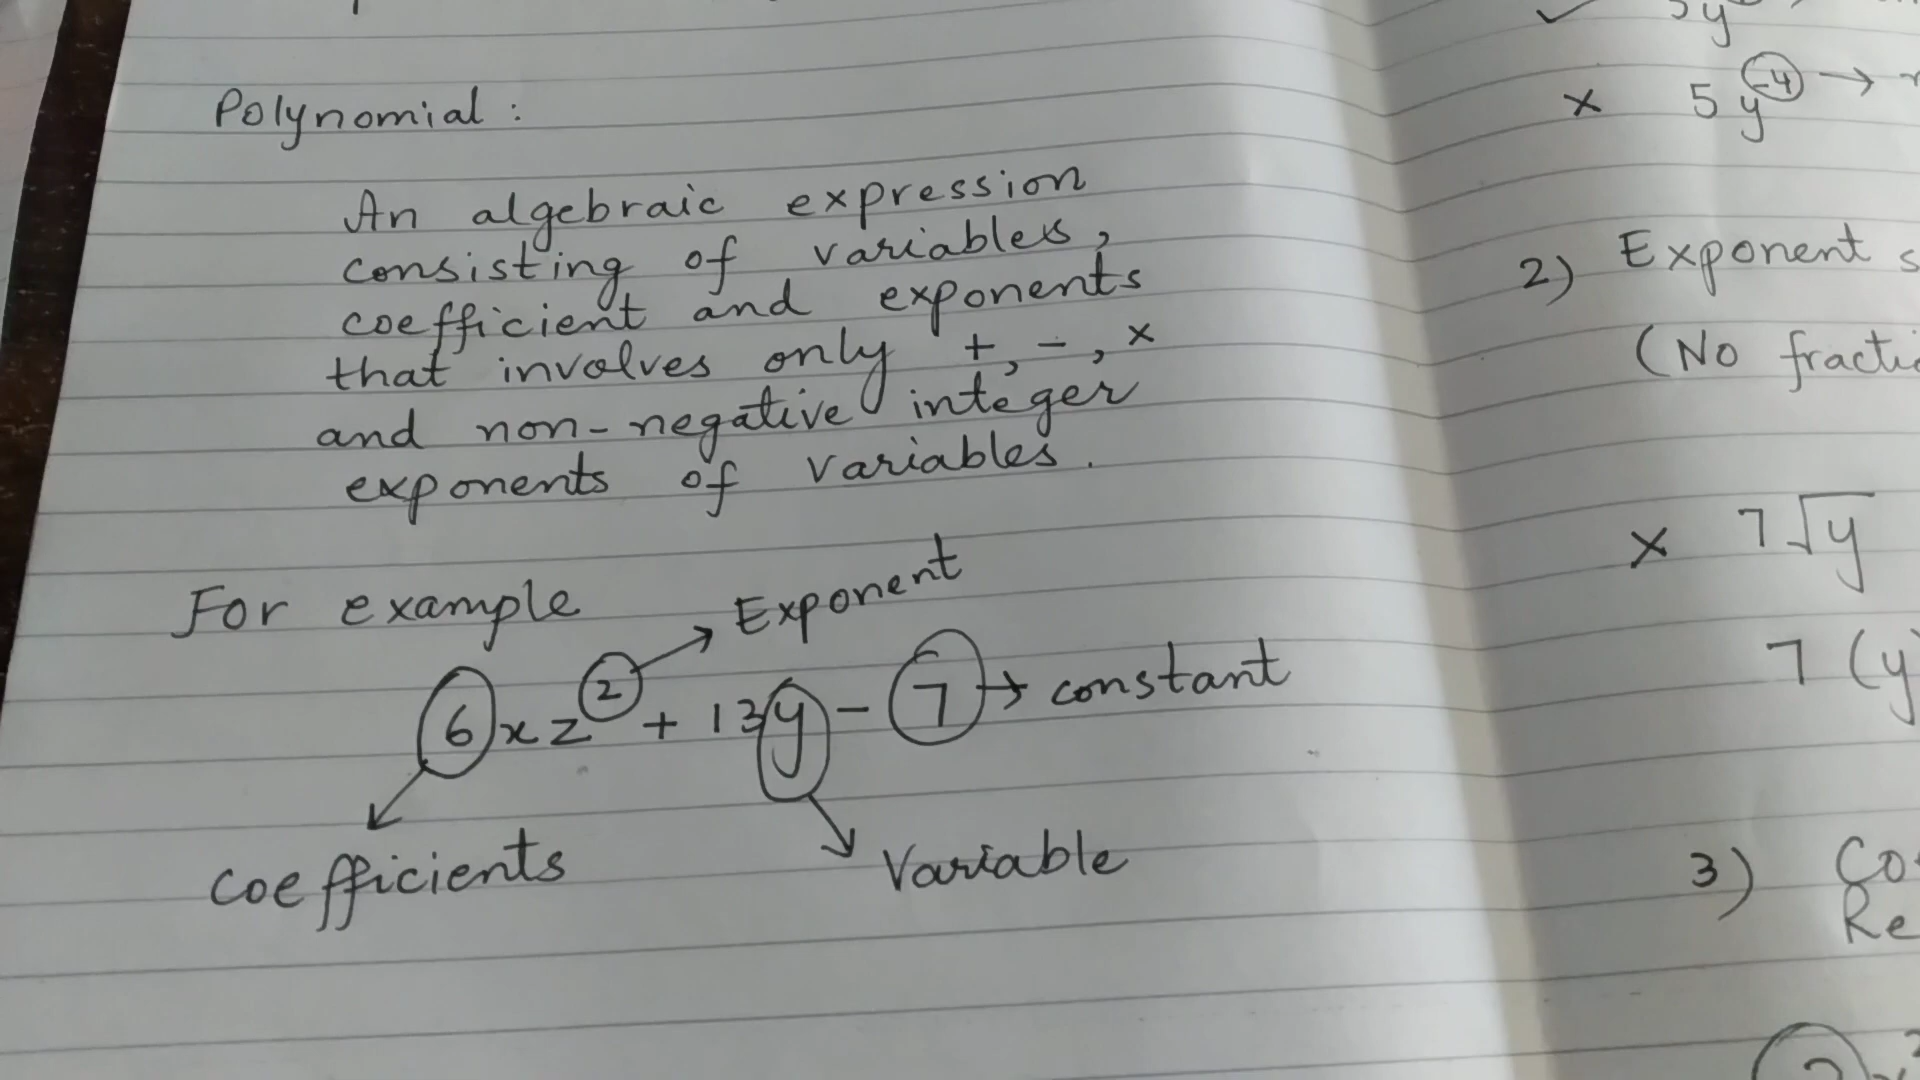 Polynomial :
An algebraic expression
consisting of variables,
coefficient and exponents
that involves only +, -, ×
and non-negative integer
exponents of variables.
For example
Exponent
6xz² + 13y - 7 → constant
coefficients
Variable
× 5y⁻⁴ →
2) Exponent
(No
× 7√y
7 (y
3)